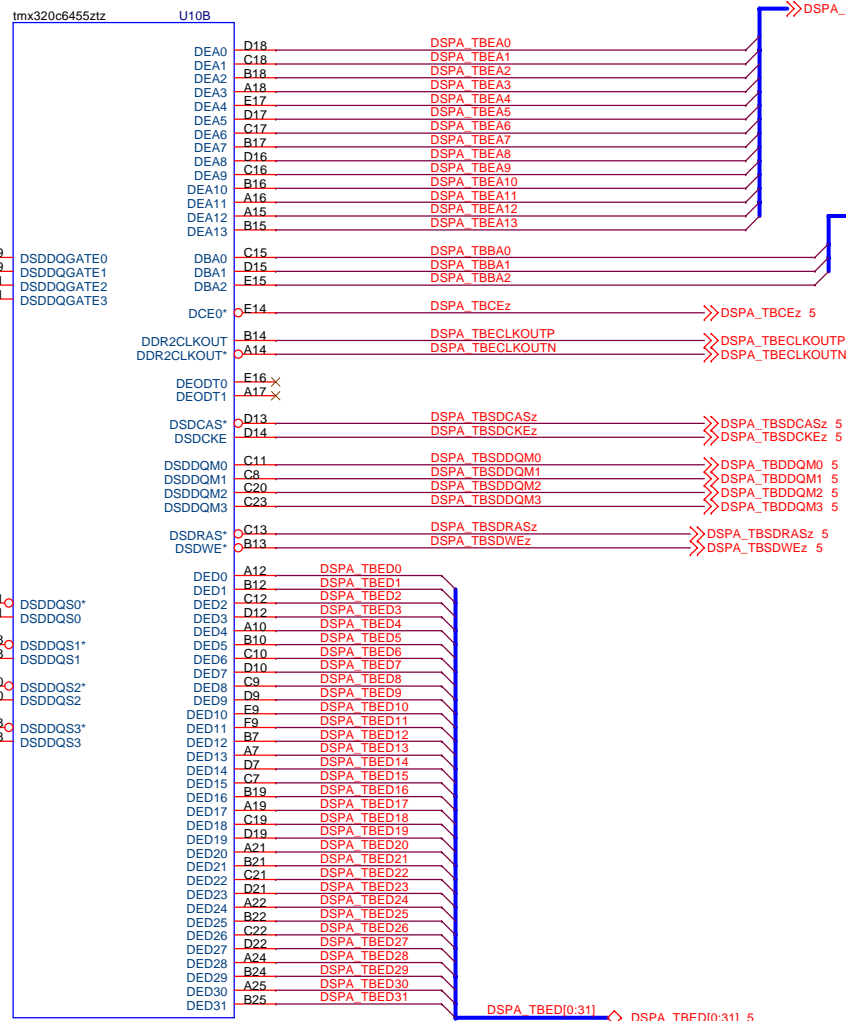 tmx320c6455ztz U10B
DSPA_
DEA0 D18 DSPA_TBEA0
DEA1 C18 DSPA_TBEA1
DEA2 B18 DSPA_TBEA2
DEA3 A18 DSPA_TBEA3
DEA4 E17 DSPA_TBEA4
DEA5 D17 DSPA_TBEA5
DEA6 C17 DSPA_TBEA6
DEA7 B17 DSPA_TBEA7
DEA8 D16 DSPA_TBEA8
DEA9 C16 DSPA_TBEA9
DEA10 B16 DSPA_TBEA10
DEA11 A16 DSPA_TBEA11
DEA12 A15 DSPA_TBEA12
DEA13 B15 DSPA_TBEA13
DSDDQGATE0 DBA0 C15 DSPA_TBBA0
DSDDQGATE1 DBA1 D15 DSPA_TBBA1
DSDDQGATE2 DBA2 E15 DSPA_TBBA2
DSDDQGATE3
DCE0* E14 DSPA_TBCEz DSPA_TBCEz 5
DDR2CLKOUT B14 DSPA_TBECLKOUTP DSPA_TBECLKOUTP
DDR2CLKOUT* A14 DSPA_TBECLKOUTN DSPA_TBECLKOUTN
DEODT0 E16
DEODT1 A17
DSDCAS* D13 DSPA_TBSDCASz DSPA_TBSDCASz 5
DSDCKE D14 DSPA_TBSDCKEz DSPA_TBSDCKEz 5
DSDDQM0 C11 DSPA_TBSDDQM0 DSPA_TBDDQM0 5
DSDDQM1 C8 DSPA_TBSDDQM1 DSPA_TBDDQM1 5
DSDDQM2 C20 DSPA_TBSDDQM2 DSPA_TBDDQM2 5
DSDDQM3 C23 DSPA_TBSDDQM3 DSPA_TBDDQM3 5
DSDRAS* C13 DSPA_TBSDRASz DSPA_TBSDRASz 5
DSDWE* B13 DSPA_TBSDWEz DSPA_TBSDWEz 5
DED0 A12 DSPA_TBED0
DED1 B12 DSPA_TBED1
DSDDQS0* DED2 C12 DSPA_TBED2
DSDDQS0 DED3 D12 DSPA_TBED3
DED4 A10 DSPA_TBED4
DSDDQS1* DED5 B10 DSPA_TBED5
DSDDQS1 DED6 C10 DSPA_TBED6
DED7 D10 DSPA_TBED7
DSDDQS2* DED8 C9 DSPA_TBED8
DSDDQS2 DED9 D9 DSPA_TBED9
DED10 E9 DSPA_TBED10
DSDDQS3* DED11 F9 DSPA_TBED11
DSDDQS3 DED12 B7 DSPA_TBED12
DED13 A7 DSPA_TBED13
DED14 D7 DSPA_TBED14
DED15 C7 DSPA_TBED15
DED16 B19 DSPA_TBED16
DED17 A19 DSPA_TBED17
DED18 C19 DSPA_TBED18
DED19 D19 DSPA_TBED19
DED20 A21 DSPA_TBED20
DED21 B21 DSPA_TBED21
DED22 C21 DSPA_TBED22
DED23 D21 DSPA_TBED23
DED24 A22 DSPA_TBED24
DED25 B22 DSPA_TBED25
DED26 C22 DSPA_TBED26
DED27 D22 DSPA_TBED27
DED28 A24 DSPA_TBED28
DED29 B24 DSPA_TBED29
DED30 A25 DSPA_TBED30
DED31 B25 DSPA_TBED31
DSPA_TBED[0:31] DSPA_TBED[0:31] 5